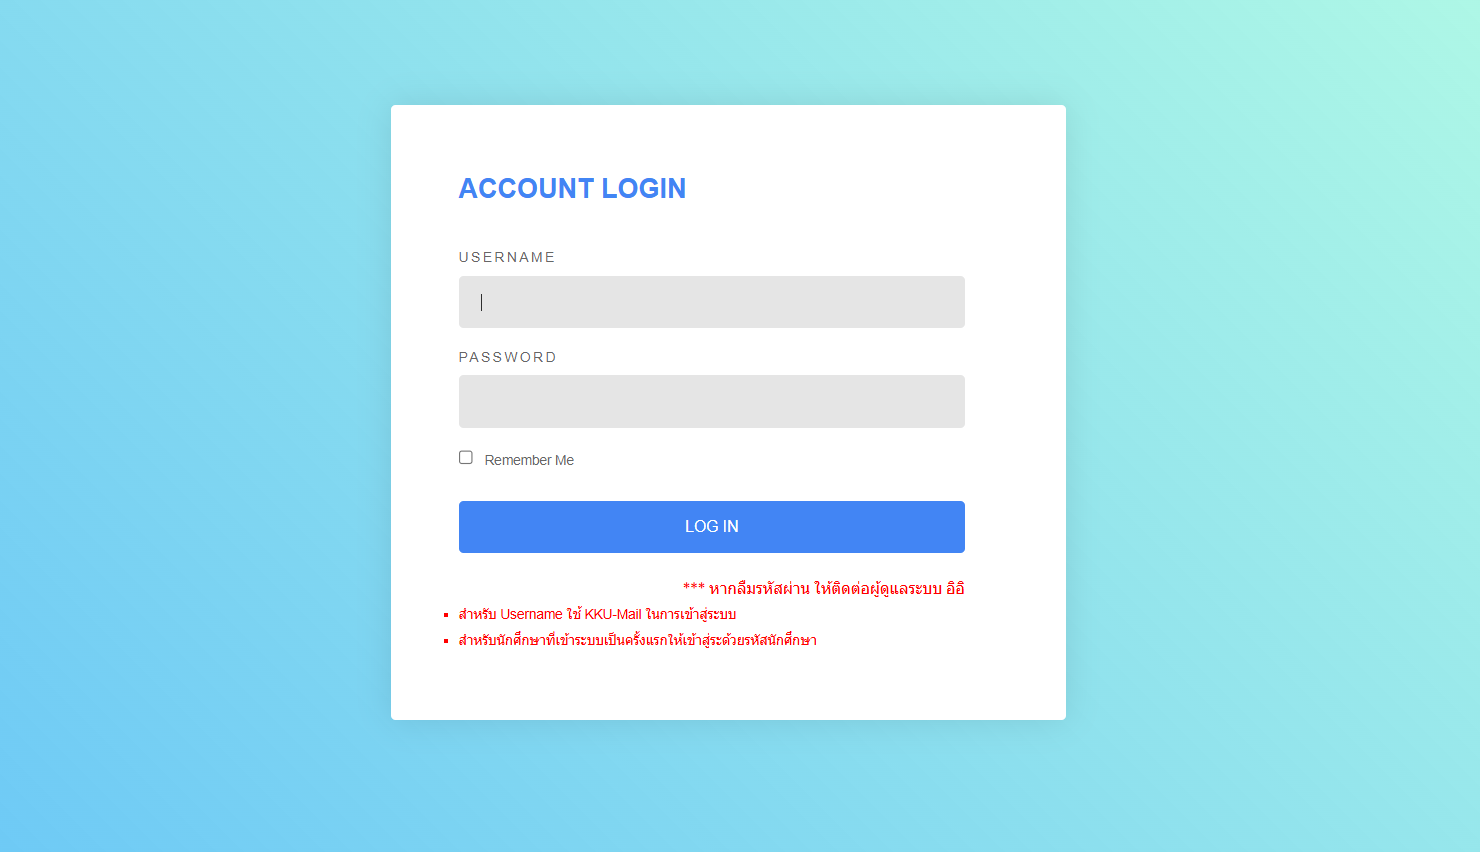 ACCOUNT LOGIN
USERNAME
PASSWORD
Remember Me
LOG IN
*** หากลืมรหัสผ่าน ให้ติดต่อผู้ดูแลระบบ อิอิ
สำหรับ Username ใช้ KKU-Mail ในการเข้าสู่ระบบ
สำหรับนักศึกษาที่เข้าระบบเป็นครั้งแรกให้เข้าสู่ระด้วยรหัสนักศึกษา